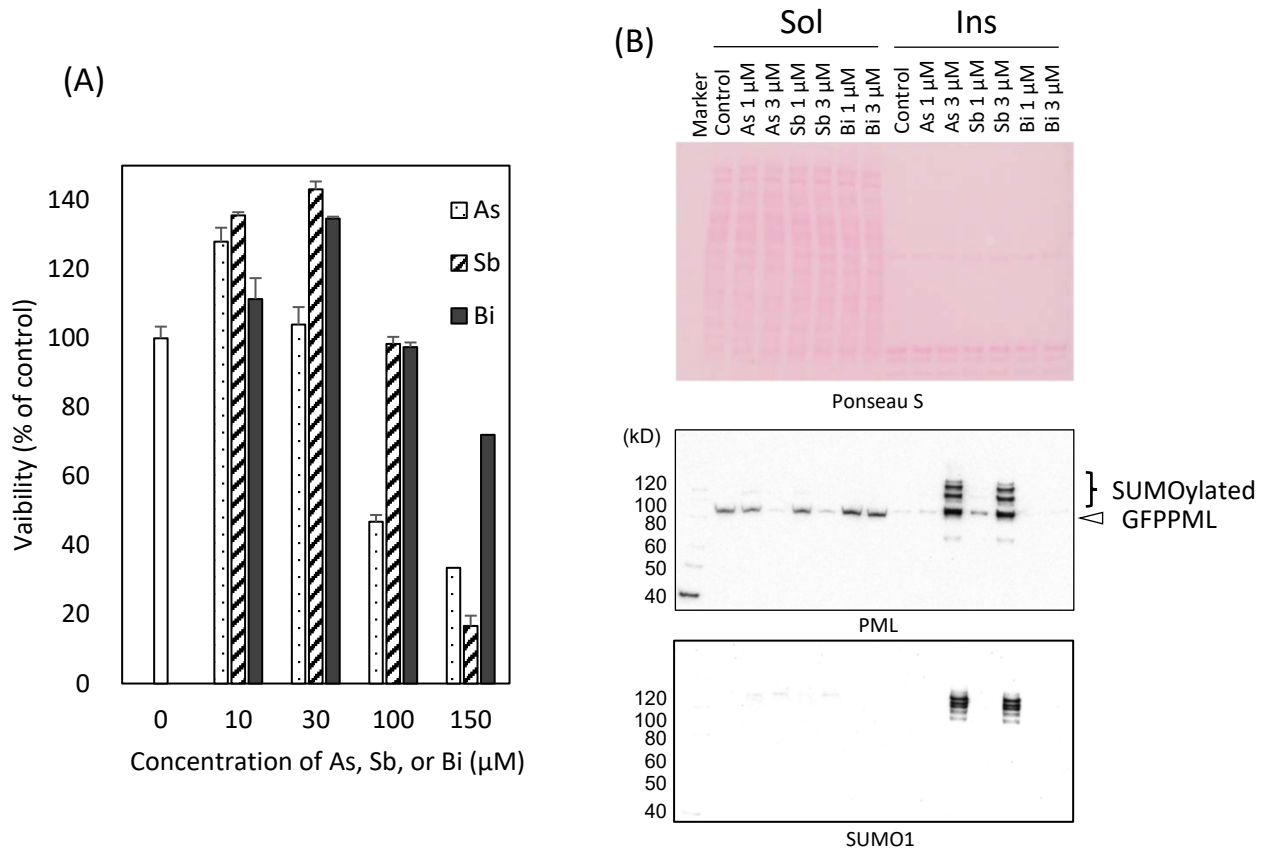 (A)
Vaibility (% of control)
140
120
100
80
60
40
20
0
As
Sb
Bi
0 10 30 100 150
Concentration of As, Sb, or Bi (µM)
(B)
Sol Ins
Marker
Control
As 1 µM
As 3 µM
Sb 1 µM
Sb 3 µM
Bi 1 µM
Bi 3 µM
Control
As 1 µM
As 3 µM
Sb 1 µM
Sb 3 µM
Bi 1 µM
Bi 3 µM
Ponseau S
(kD)
120
100
80
60
50
40
SUMOylated
GFPPML
PML
120
100
80
60
50
40
SUMO1